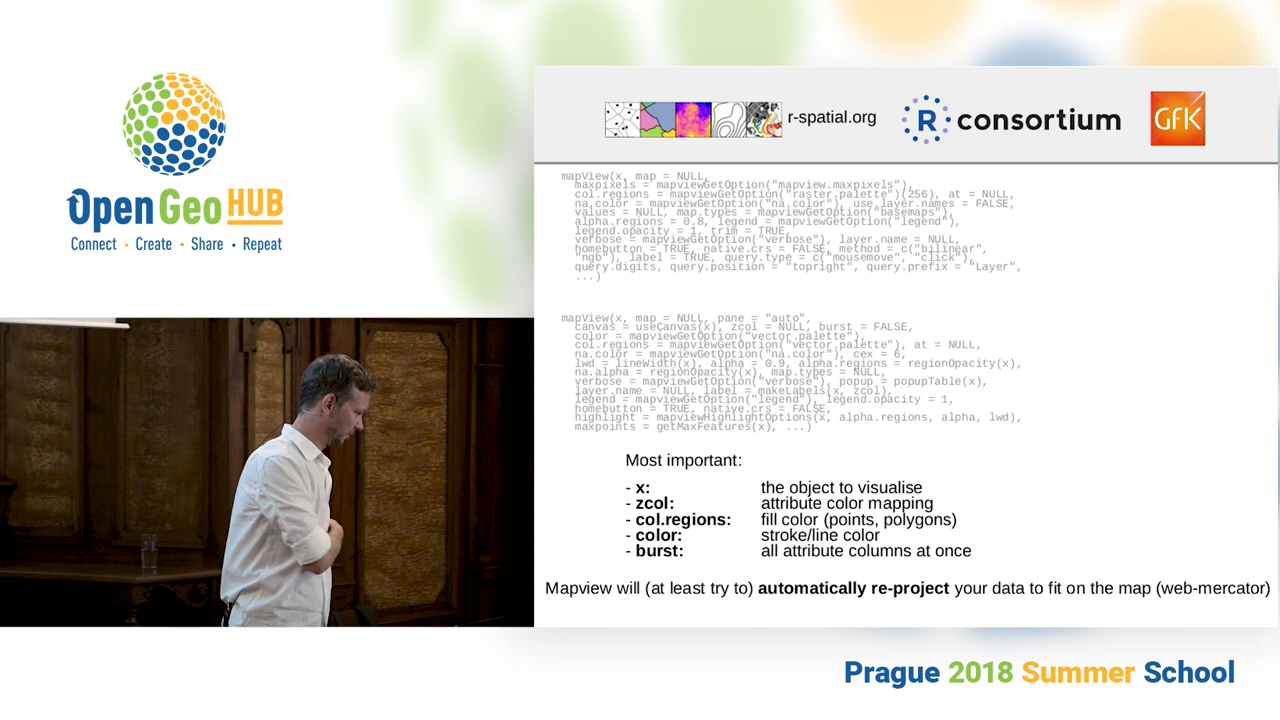 OpenGeoHUB
Connect • Create • Share • Repeat
r-spatial.org
R consortium
GfK
mapView(x, map = NULL,
maxpixels = mapviewGetOption("mapview.maxpixels"),
col.regions = mapviewGetOption("raster.palette")(256), at = NULL,
na.color = mapviewGetOption("na.color"), use.layer.names = FALSE,
values = NULL, map.types = mapviewGetOption("basemaps"),
alpha.regions = 0.8, legend = mapviewGetOption("legend"),
legend.opacity = 1, trim = TRUE,
verbose = mapviewGetOption("verbose"), layer.name = NULL,
homebutton = TRUE, native.crs = FALSE, method = c("bilinear",
"ngb"), label = TRUE, query.type = c("mousemove", "click"),
query.digits, query.position = "topright", query.prefix = "Layer",
...)
mapView(x, map = NULL, pane = "auto",
canvas = useCanvas(x), zcol = NULL, burst = FALSE,
color = mapviewGetOption("vector.palette"),
col.regions = mapviewGetOption("vector.palette"), at = NULL,
na.color = mapviewGetOption("na.color"), cex = 6,
lwd = lineWidth(x), alpha = 0.9, alpha.regions = regionOpacity(x),
na.alpha = regionOpacity(x), map.types = NULL,
verbose = mapviewGetOption("verbose"), popup = popupTable(x),
layer.name = NULL, label = makeLabels(x, zcol),
legend = mapviewGetOption("legend"), legend.opacity = 1,
homebutton = TRUE, native.crs = FALSE,
highlight = mapviewHighlightOptions(x, alpha.regions, alpha, lwd),
maxpoints = getMaxFeatures(x), ...)
Most important:
- x: the object to visualise
- zcol: attribute color mapping
- col.regions: fill color (points, polygons)
- color: stroke/line color
- burst: all attribute columns at once
Mapview will (at least try to) automatically re-project your data to fit on the map (web-mercator)
Prague 2018 Summer School